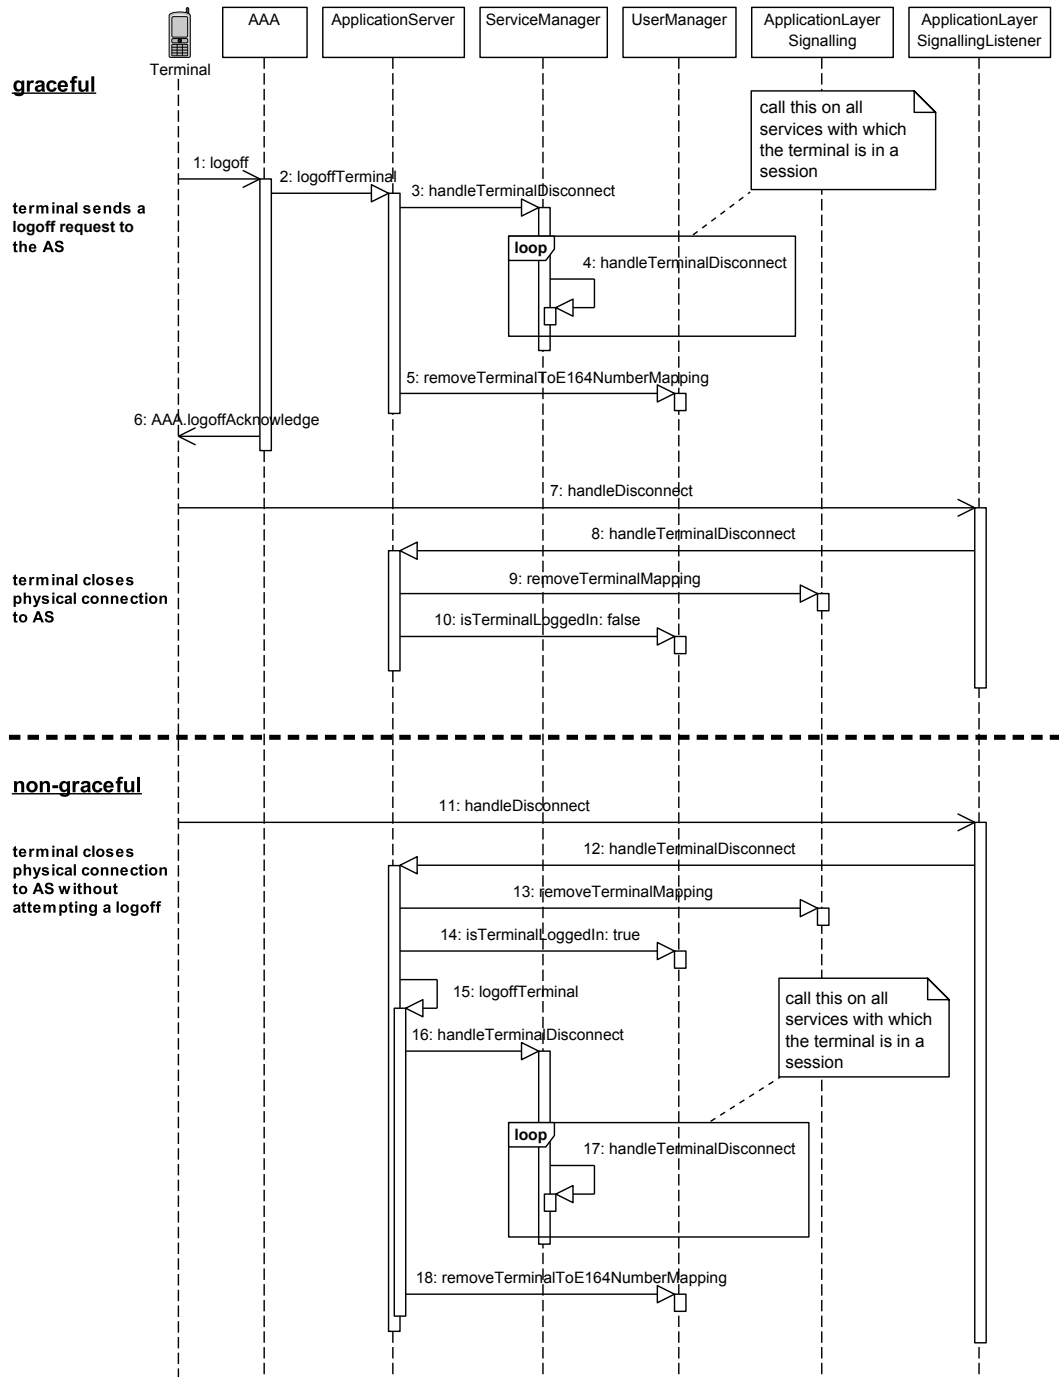 AAA
ApplicationServer
ServiceManager
UserManager
ApplicationLayer
Signalling
ApplicationLayer
SignallingListener
Terminal
graceful
call this on all
services with which
the terminal is in a
session
1: logoff
2: logoffTerminal
3: handleTerminalDisconnect
terminal sends a
logoff request to
the AS
loop
4: handleTerminalDisconnect
5: removeTerminalToE164NumberMapping
6: AAA.logoffAcknowledge
7: handleDisconnect
8: handleTerminalDisconnect
terminal closes
physical connection
to AS
9: removeTerminalMapping
10: isTerminalLoggedIn: false
non-graceful
11: handleDisconnect
12: handleTerminalDisconnect
terminal closes
physical connection
to AS without
attempting a logoff
13: removeTerminalMapping
14: isTerminalLoggedIn: true
15: logoffTerminal
call this on all
services with which
the terminal is in a
session
16: handleTerminalDisconnect
loop
17: handleTerminalDisconnect
18: removeTerminalToE164NumberMapping